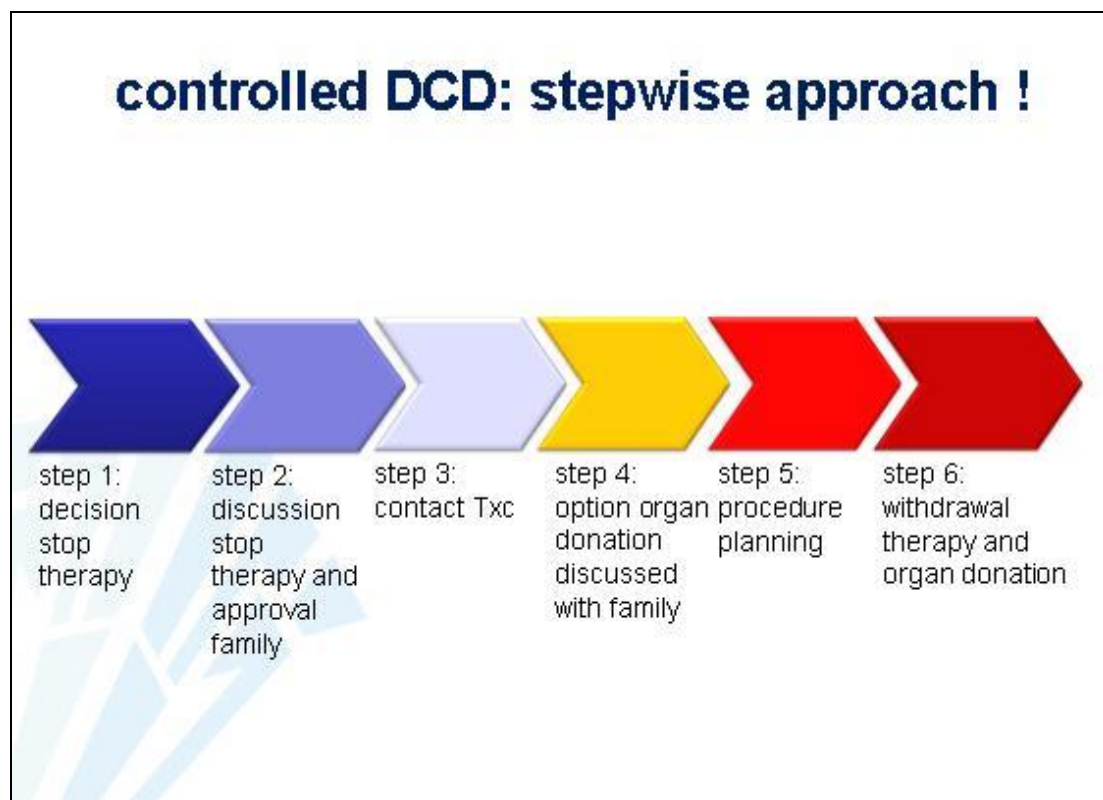 controlled DCD: stepwise approach !
step 1:
decision
stop
therapy
step 2:
discussion
stop
therapy and
approval
family
step 3:
contact Txc
step 4:
option organ
donation
discussed
with family
step 5:
procedure
planning
step 6:
withdrawal
therapy and
organ donation